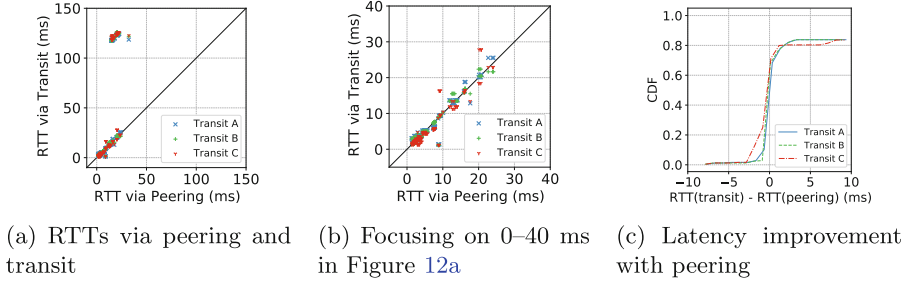 RTT via Transit (ms)
150
100
50
0
0
50
100
150
RTT via Peering (ms)
Transit A
Transit B
Transit C
RTT via Transit (ms)
40
30
20
10
0
0
10
20
30
40
RTT via Peering (ms)
Transit A
Transit B
Transit C
CDF
1.0
0.8
0.6
0.4
0.2
0.0
−10
−5
0
5
10
RTT(transit) - RTT(peering) (ms)
Transit A
Transit B
Transit C
(a) RTTs via peering and
transit
(b) Focusing on 0–40 ms
in Figure 12a
(c) Latency improvement
with peering